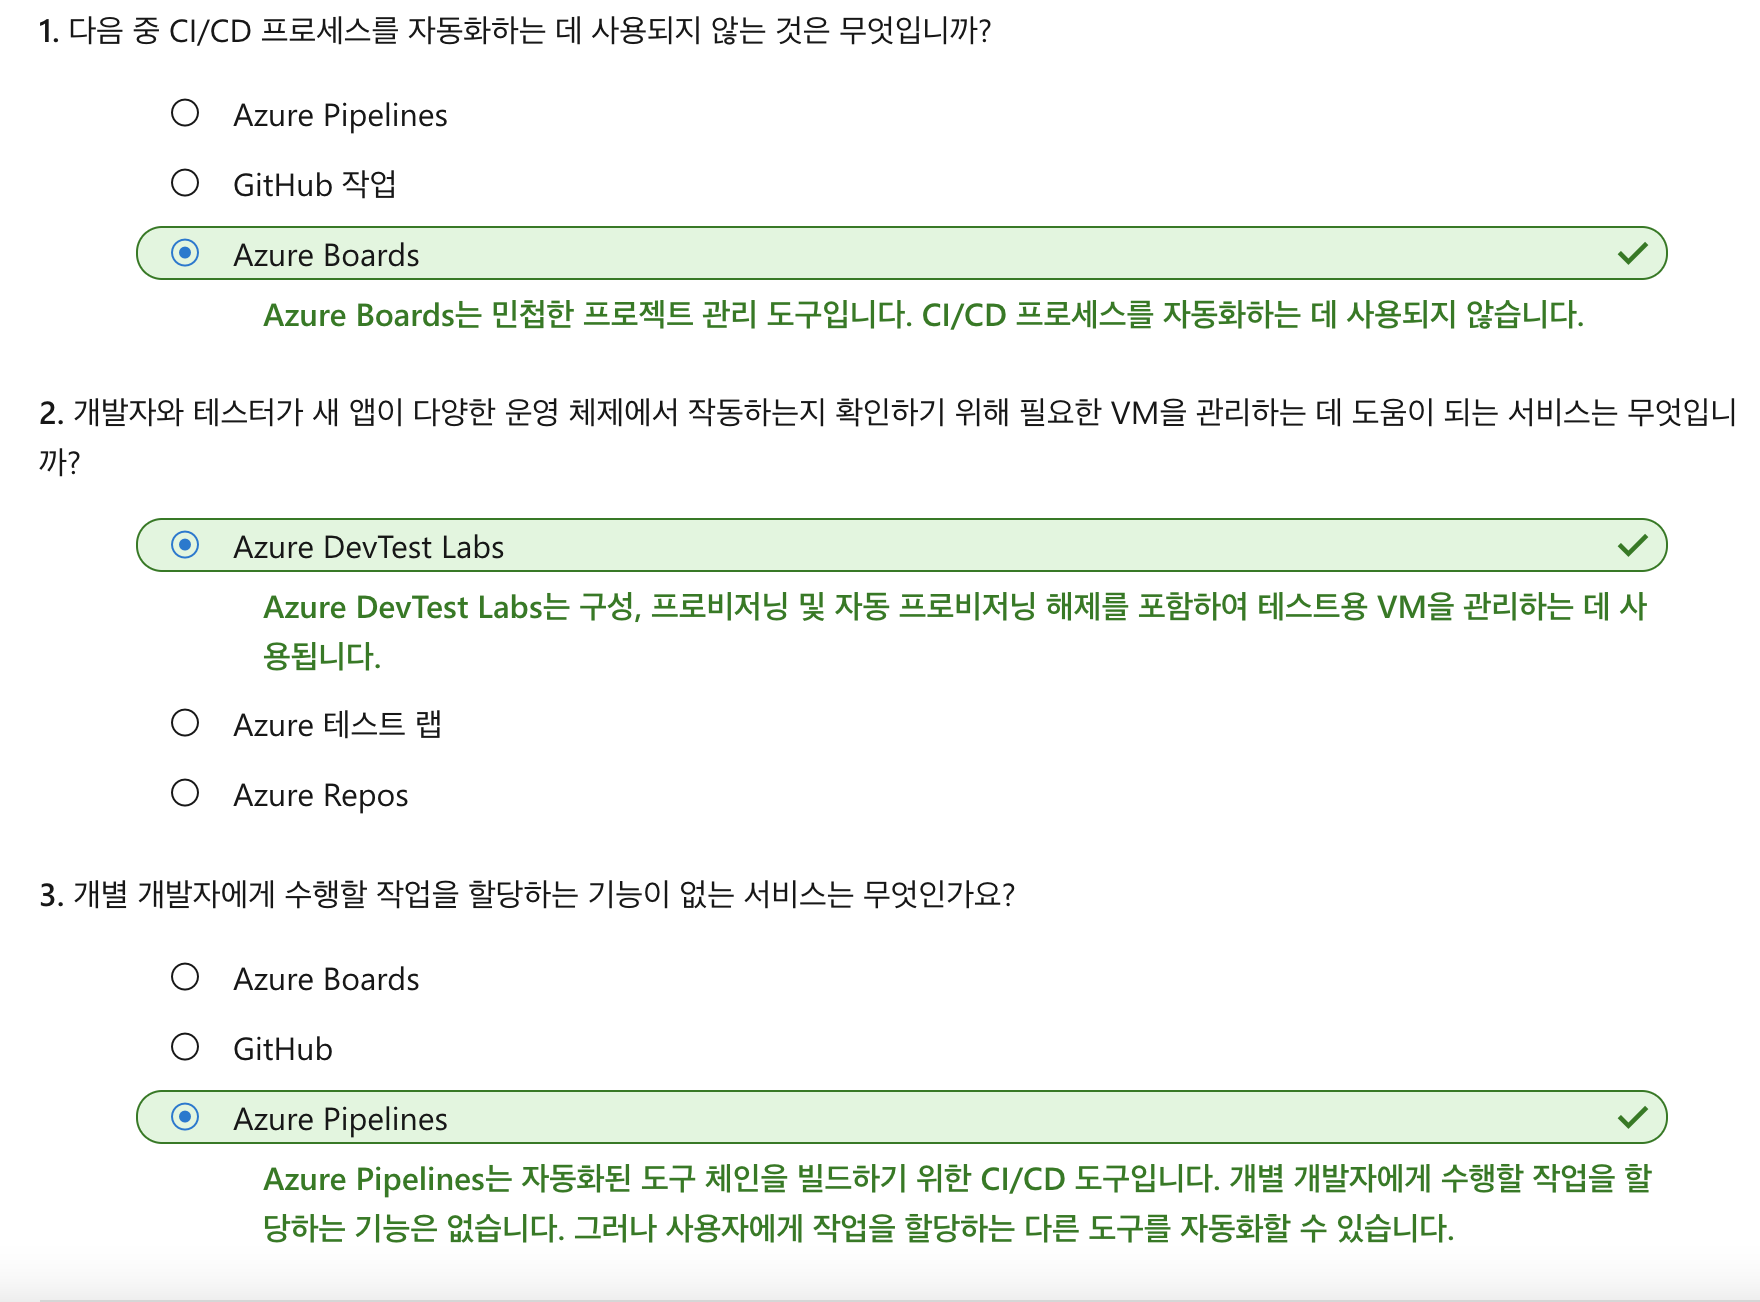 1. 다음 중 CI/CD 프로세스를 자동화하는 데 사용되지 않는 것은 무엇입니까?
Azure Pipelines
GitHub 작업
Azure Boards
Azure Boards는 민첩한 프로젝트 관리 도구입니다. CI/CD 프로세스를 자동화하는 데 사용되지 않습니다.
2. 개발자와 테스터가 새 앱이 다양한 운영 체제에서 작동하는지 확인하기 위해 필요한 VM을 관리하는 데 도움이 되는 서비스는 무엇입니
까?
Azure DevTest Labs
Azure DevTest Labs는 구성, 프로비저닝 및 자동 프로비저닝 해제를 포함하여 테스트용 VM을 관리하는 데 사
용됩니다.
Azure 테스트 랩
Azure Repos
3. 개별 개발자에게 수행할 작업을 할당하는 기능이 없는 서비스는 무엇인가요?
Azure Boards
GitHub
Azure Pipelines
Azure Pipelines는 자동화된 도구 체인을 빌드하기 위한 CI/CD 도구입니다. 개별 개발자에게 수행할 작업을 할
당하는 기능은 없습니다. 그러나 사용자에게 작업을 할당하는 다른 도구를 자동화할 수 있습니다.